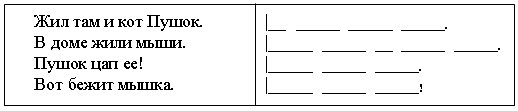 Жил там и кот Пушок.
В доме жили мыши.
Пушок цап ее!
Вот бежит мышка.